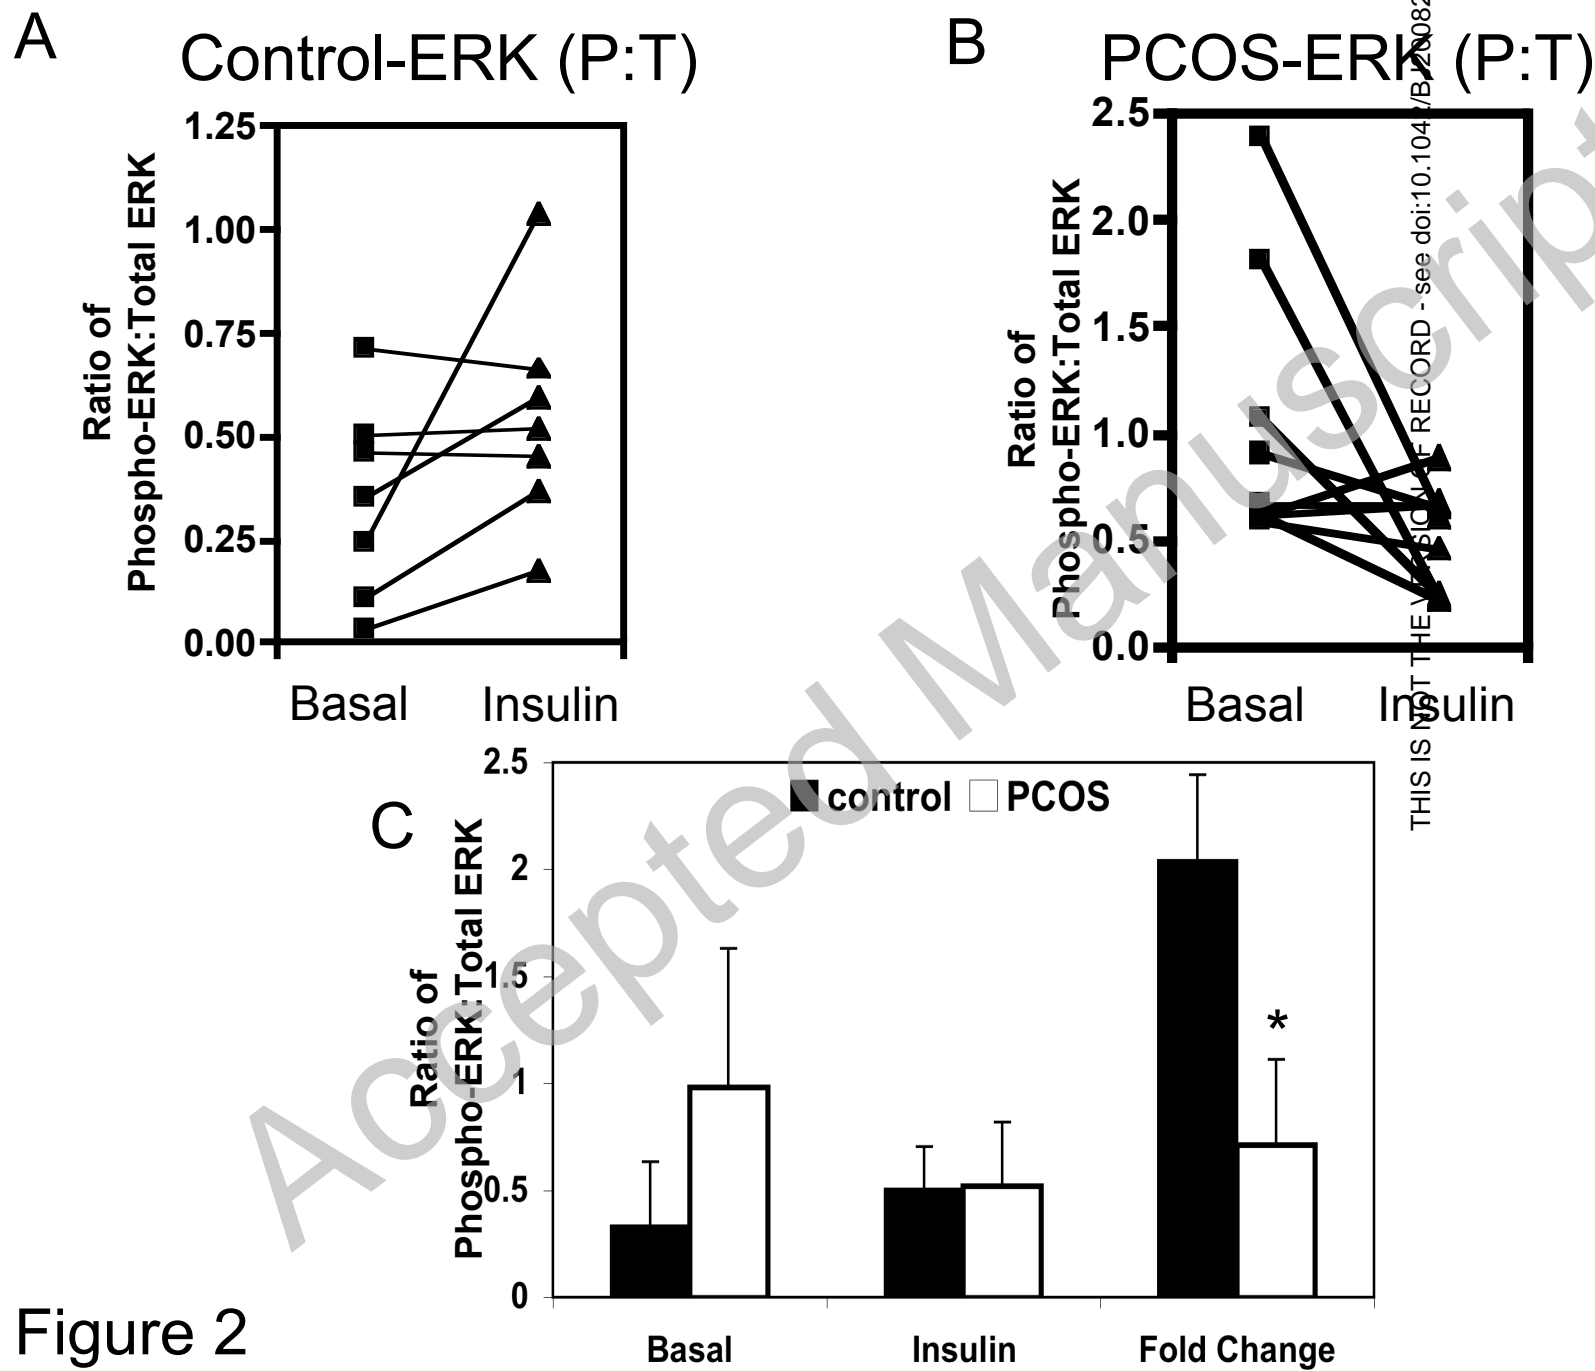 A
Control-ERK (P:T)
Ratio of
Phospho-ERK:Total ERK
1.25
1.00
0.75
0.50
0.25
0.00
Basal Insulin
B
PCOS-ERK (P:T)
Ratio of
Phospho-ERK:Total ERK
2.5
2.0
1.5
1.0
0.5
0.0
Basal Insulin
C
Ratio of
Phospho-ERK:Total ERK
2.5
2
1.5
1
0.5
0
control PCOS
*
Basal Insulin Fold Change
Figure 2
Accepted Manuscript
THIS IS NOT THE VERSION OF RECORD - see doi:10.1042/BJ20082